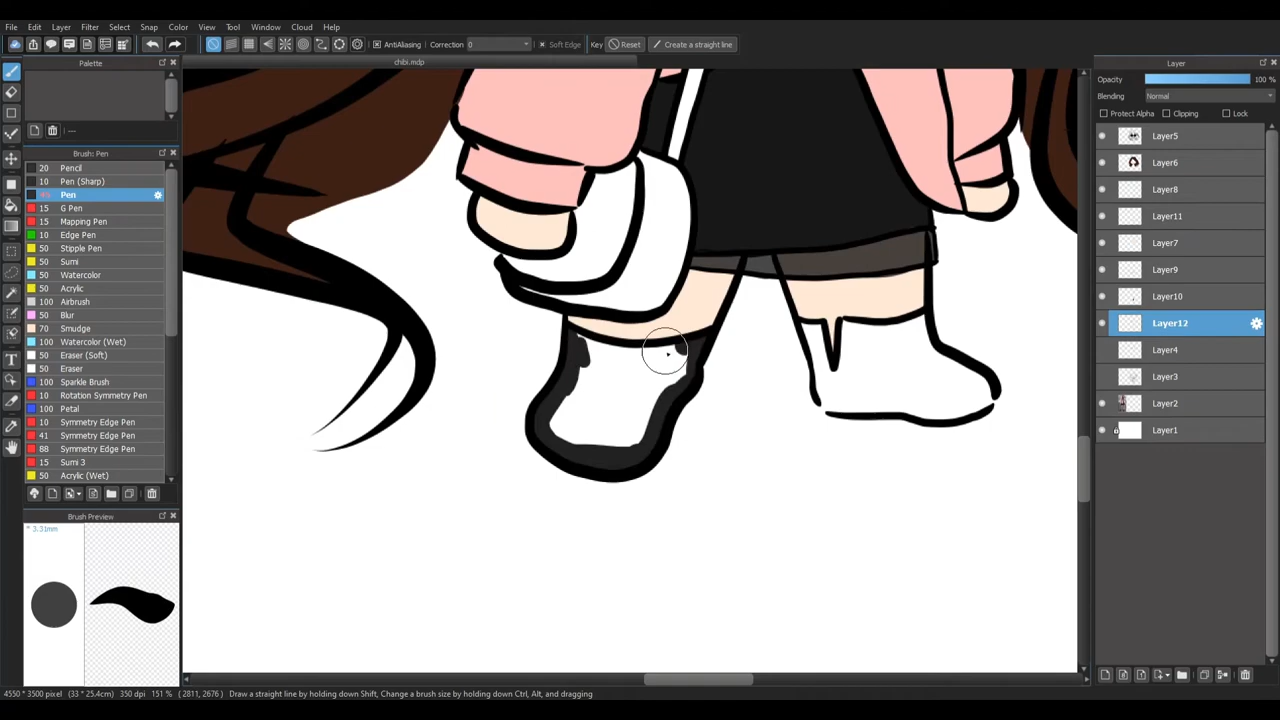 File Edit Layer Filter Select Snap Color View Tool Window Cloud Help
AntiAliasing Correction 0 Soft Edge Key Reset Create a straight line
Palette
chibi.mdp
Layer
Opacity 100 %
Blending Normal
Protect Alpha Clipping Lock
---
Brush: Pen
20 Pencil
10 Pen (Sharp)
Pen
15 G Pen
15 Mapping Pen
10 Edge Pen
50 Stipple Pen
50 Sumi
50 Watercolor
50 Acrylic
100 Airbrush
50 Blur
70 Smudge
100 Watercolor (Wet)
50 Eraser (Soft)
50 Eraser
100 Sparkle Brush
10 Rotation Symmetry Pen
100 Petal
10 Symmetry Edge Pen
41 Symmetry Edge Pen
88 Symmetry Edge Pen
15 Sumi 3
50 Acrylic (Wet)
Layer5
Layer6
Layer8
Layer11
Layer7
Layer9
Layer10
Layer12
Layer4
Layer3
Layer2
Layer1
Brush Preview
* 3.31mm
4550 * 3500 pixel (33 * 25.4cm) 350 dpi 151 % (2811, 2676) Draw a straight line by holding down Shift, Change a brush size by holding down Ctrl, Alt, and dragging